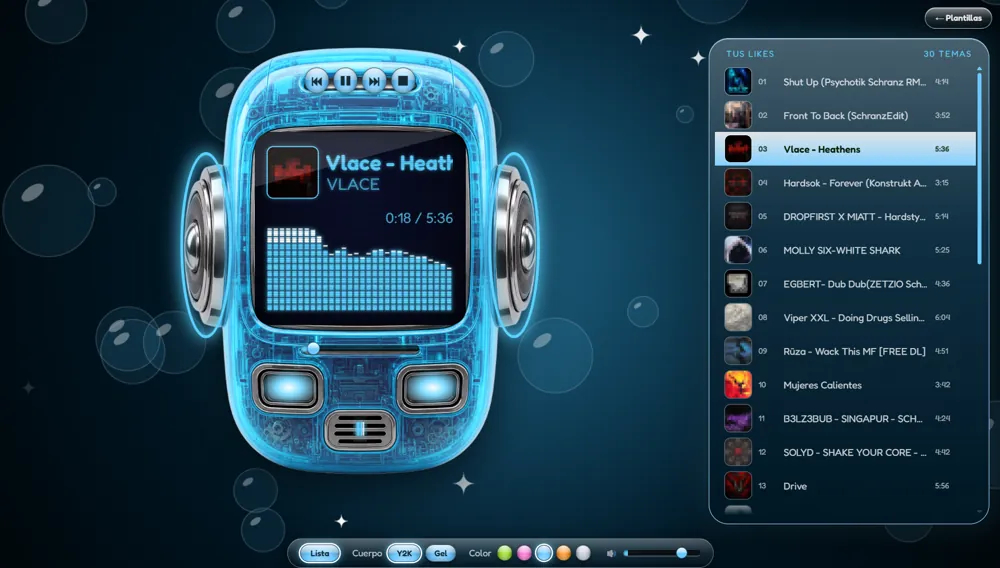 ← Plantillas
Vlace - Heath
VLACE
0:18 / 5:36
TUS LIKES 30 TEMAS
01 Shut Up (Psychotik Schranz RM... 4:14
02 Front To Back (SchranzEdit) 3:52
03 Vlace - Heathens 5:36
04 Hardsok - Forever (Konstrukt A... 3:15
05 DROPFIRST X MIATT - Hardsty... 5:14
06 MOLLY SIX-WHITE SHARK 5:25
07 EGBERT- Dub Dub(ZETZIO Sch... 4:36
08 Viper XXL - Doing Drugs Sellin... 6:04
09 Rüza - Wack This MF [FREE DL] 4:51
10 Mujeres Calientes 3:42
11 B3LZ3BUB - SINGAPUR - SCH... 4:24
12 SOLYD - SHAKE YOUR CORE - ... 4:42
13 Drive 5:56
Lista Cuerpo Y2K Gel Color